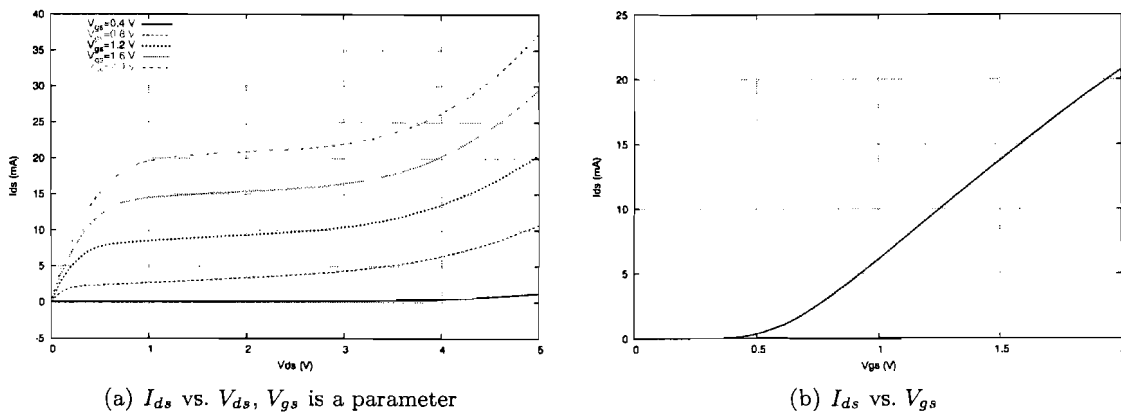 40
35
30
25
20
15
10
5
0
-5
Ids (mA)
0 1 2 3 4 5
Vds (V)
Vgs=0.4 V
Vgs=1.2 V
Vgs=1.6 V
(a) Ids vs. Vds, Vgs is a parameter
25
20
15
10
5
0
Ids (mA)
0 0.5 1 1.5
Vgs (V)
(b) Ids vs. Vgs